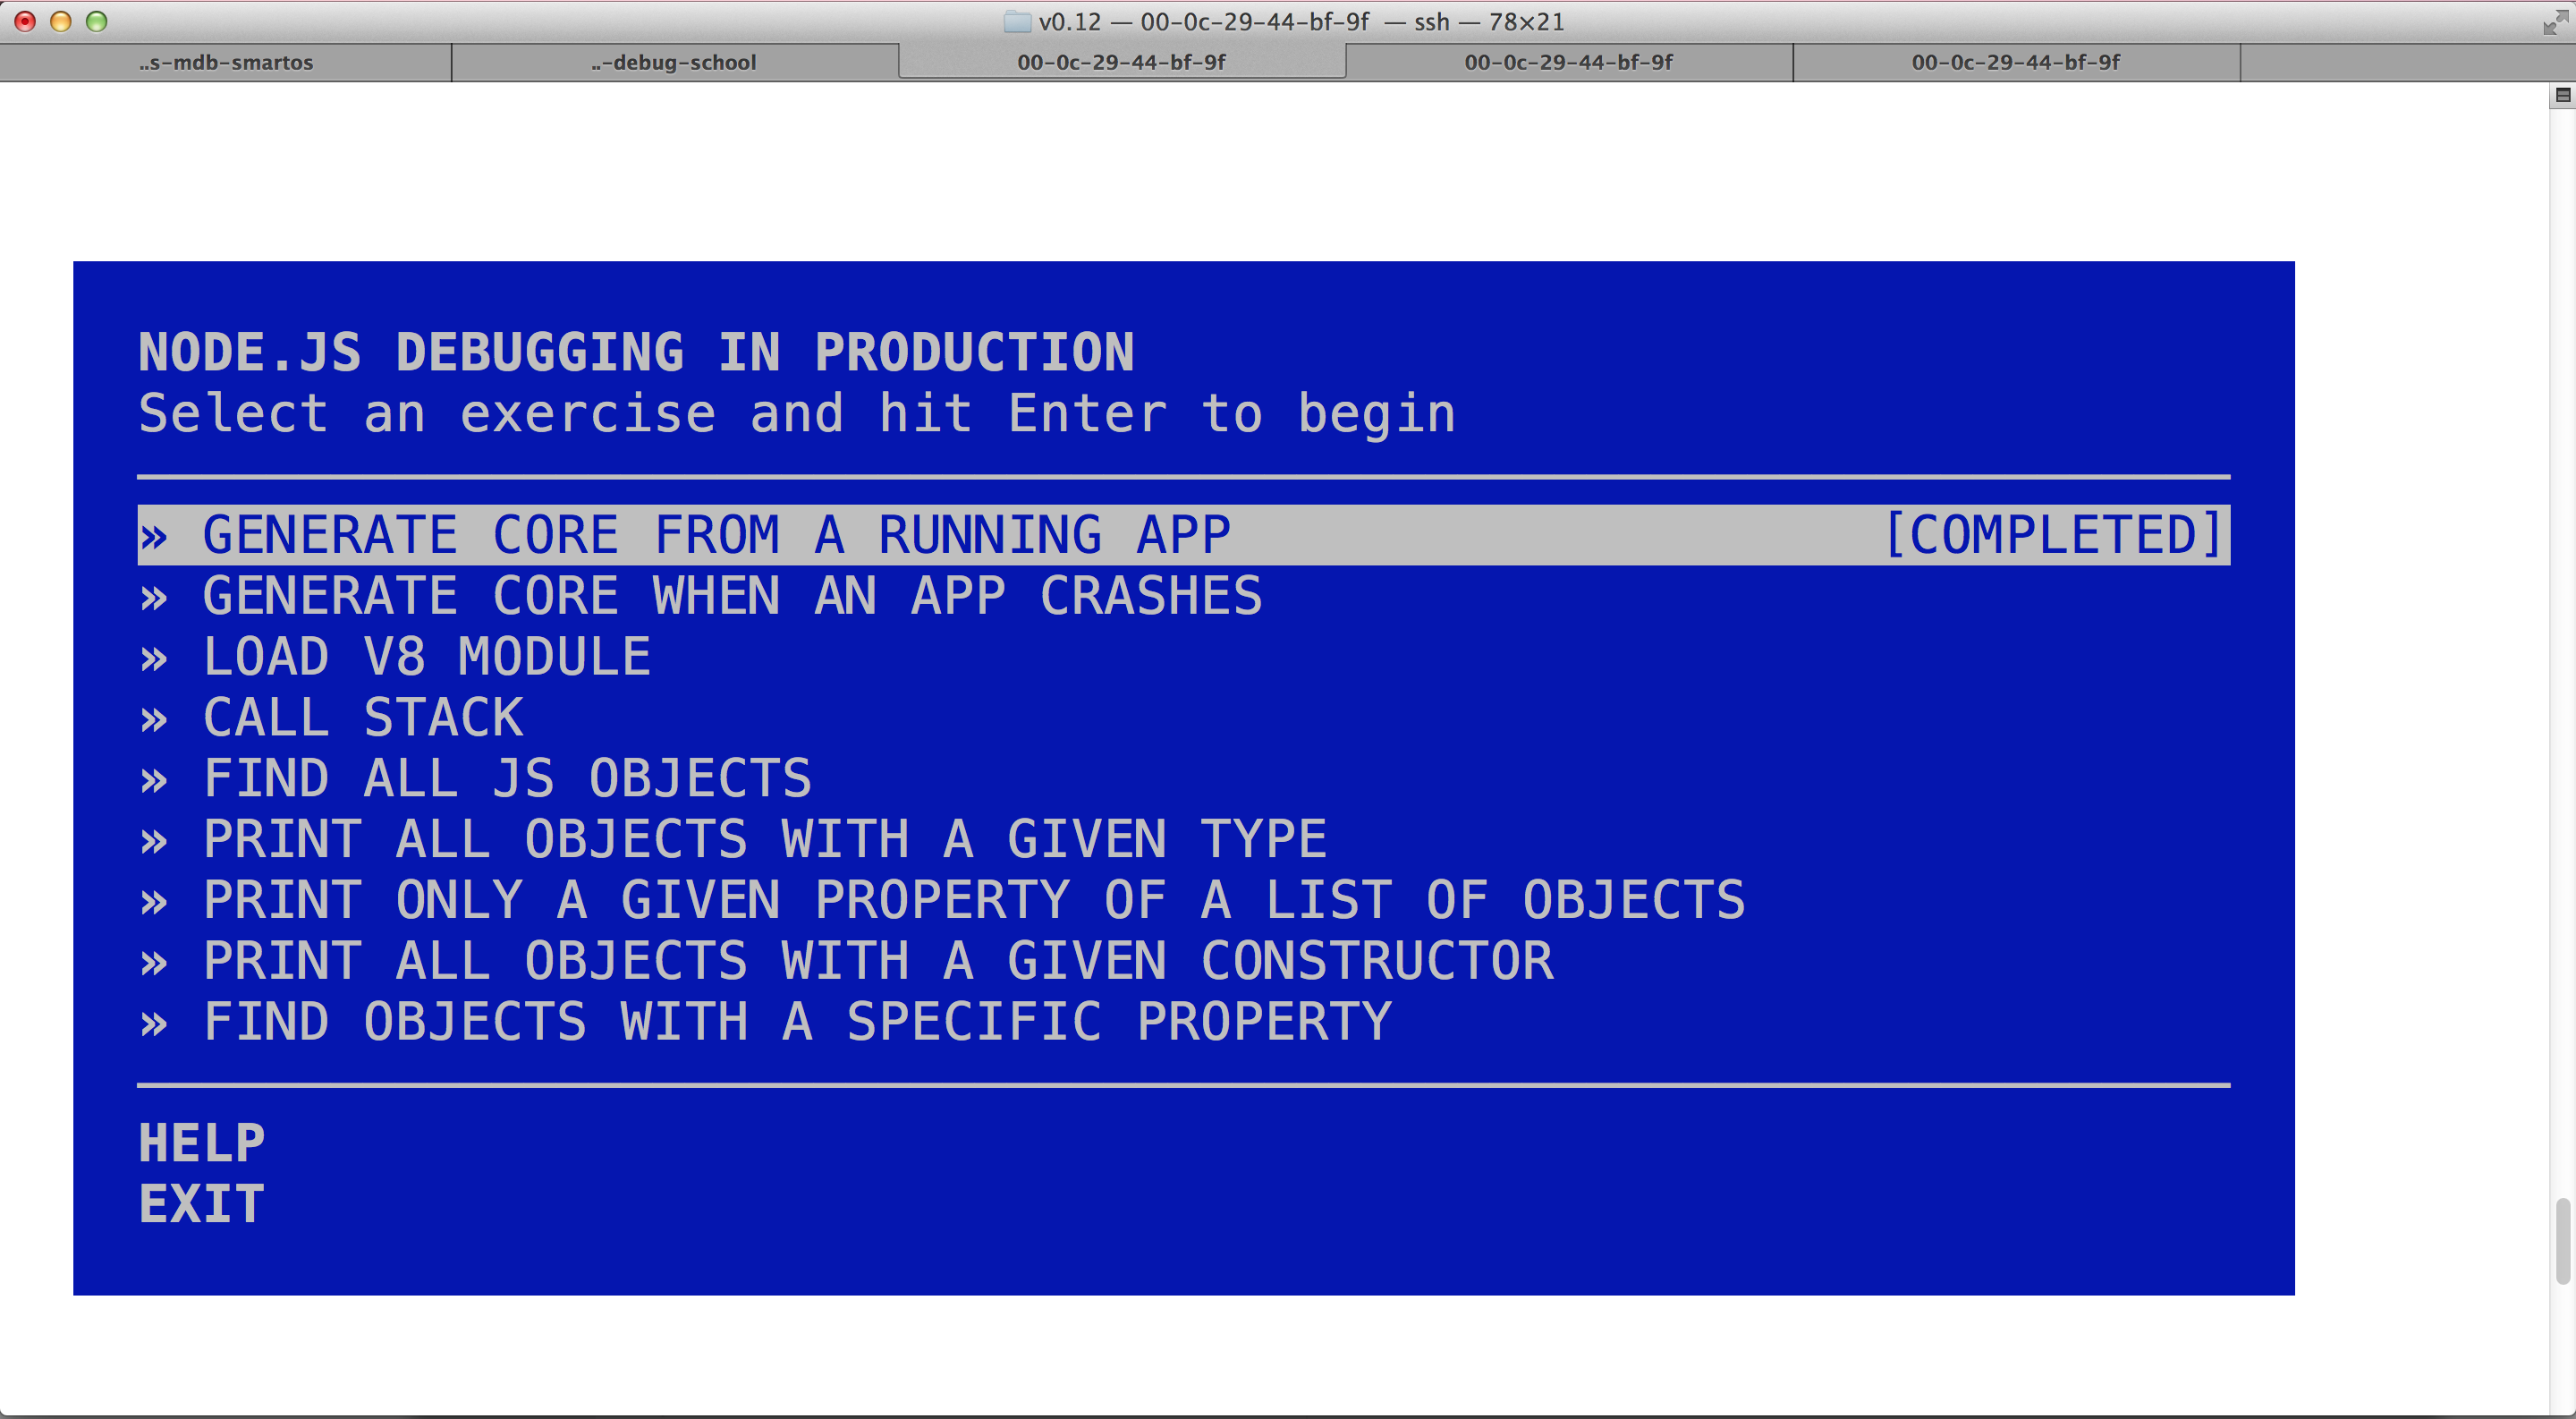 v0.12 — 00-0c-29-44-bf-9f — ssh — 78×21
..s-mdb-smartos
..-debug-school
00-0c-29-44-bf-9f
00-0c-29-44-bf-9f
00-0c-29-44-bf-9f
NODE.JS DEBUGGING IN PRODUCTION
Select an exercise and hit Enter to begin
» GENERATE CORE FROM A RUNNING APP [COMPLETED]
» GENERATE CORE WHEN AN APP CRASHES
» LOAD V8 MODULE
» CALL STACK
» FIND ALL JS OBJECTS
» PRINT ALL OBJECTS WITH A GIVEN TYPE
» PRINT ONLY A GIVEN PROPERTY OF A LIST OF OBJECTS
» PRINT ALL OBJECTS WITH A GIVEN CONSTRUCTOR
» FIND OBJECTS WITH A SPECIFIC PROPERTY
HELP
EXIT